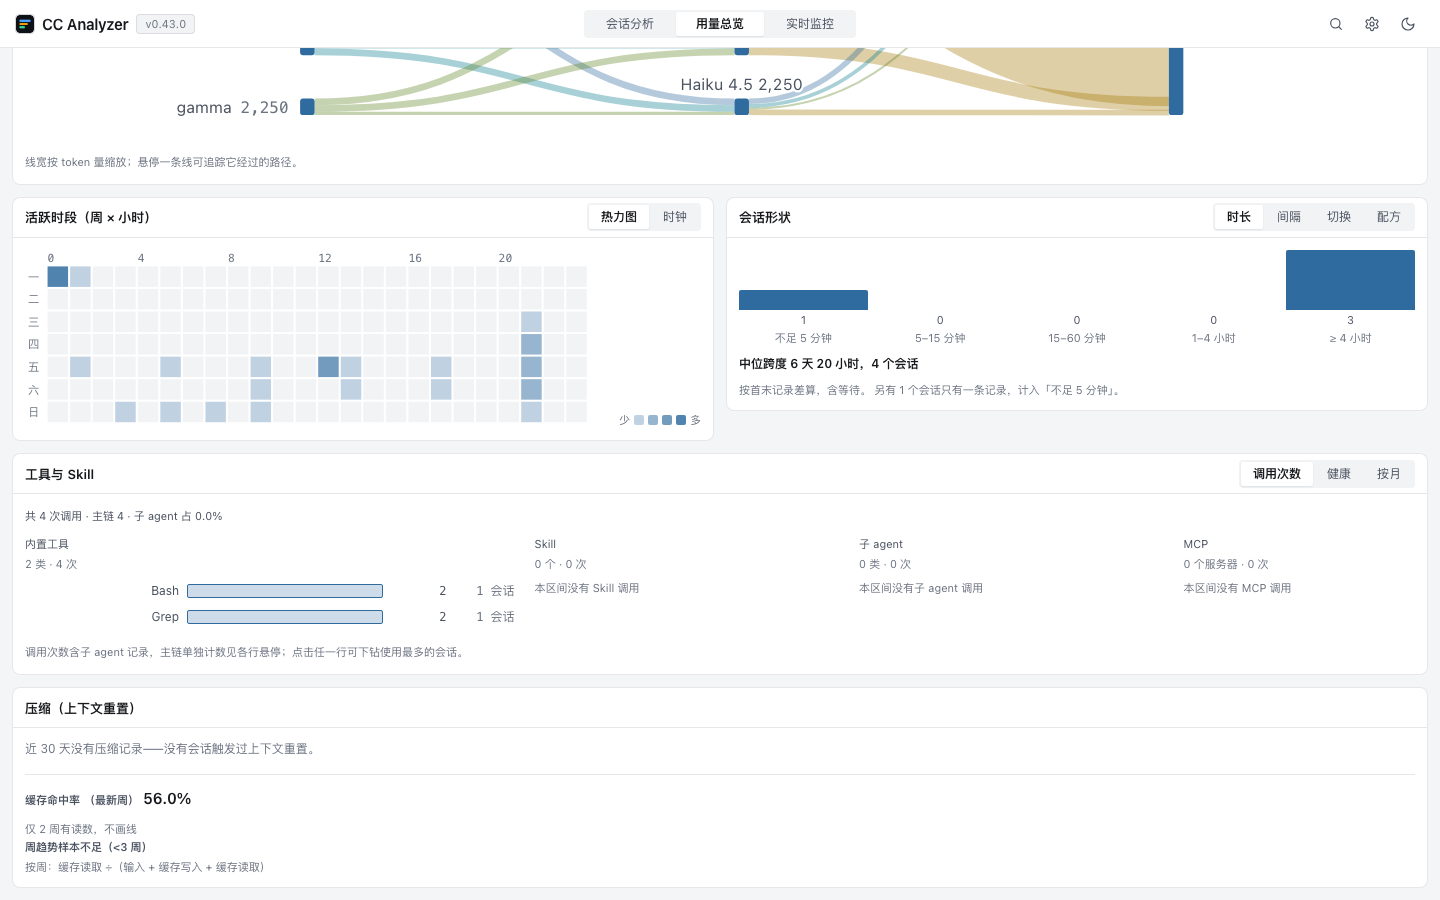 CC Analyzer v0.43.0 会话分析 用量总览 实时监控
Haiku 4.5 2,250
gamma 2,250
线宽按 token 量缩放；悬停一条线可追踪它经过的路径。
活跃时段（周 × 小时） 热力图 时钟
0 4 8 12 16 20
一
二
三
四
五
六
日
少 多
会话形状 时长 间隔 切换 配方
1 0 0 0 3
不足 5 分钟 5–15 分钟 15–60 分钟 1–4 小时 ≥ 4 小时
中位跨度 6 天 20 小时，4 个会话
按首末记录差算，含等待。 另有 1 个会话只有一条记录，计入「不足 5 分钟」。
工具与 Skill 调用次数 健康 按月
共 4 次调用 · 主链 4 · 子 agent 占 0.0%
内置工具
2 类 · 4 次
Bash 2 1 会话
Grep 2 1 会话
Skill
0 个 · 0 次
本区间没有 Skill 调用
子 agent
0 类 · 0 次
本区间没有子 agent 调用
MCP
0 个服务器 · 0 次
本区间没有 MCP 调用
调用次数含子 agent 记录，主链单独计数见各行悬停；点击任一行可下钻使用最多的会话。
压缩（上下文重置）
近 30 天没有压缩记录——没有会话触发过上下文重置。
缓存命中率 （最新周） 56.0%
仅 2 周有读数，不画线
周趋势样本不足（<3 周）
按周：缓存读取 ÷（输入 + 缓存写入 + 缓存读取）